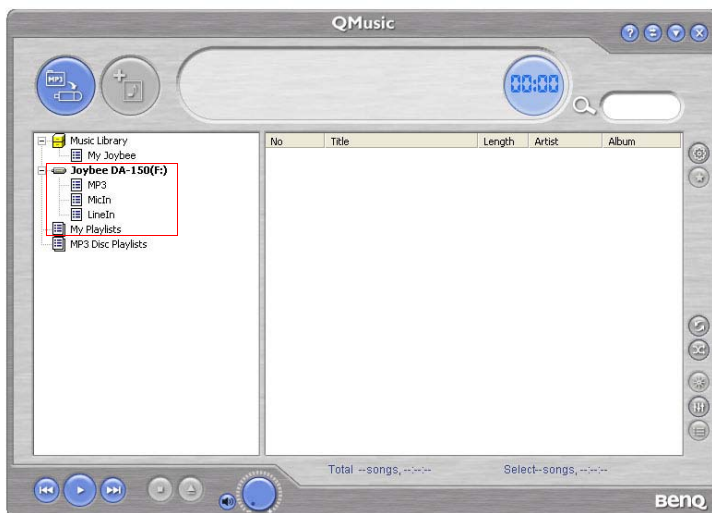 QMusic
MP3
00:00
Music Library
My Joybee
Joybee DA-150(F:)
MP3
MicIn
LineIn
My Playlists
MP3 Disc Playlists
No Title Length Artist Album
Total --songs, --:--:-- Select--songs, --:--:--
BenQ